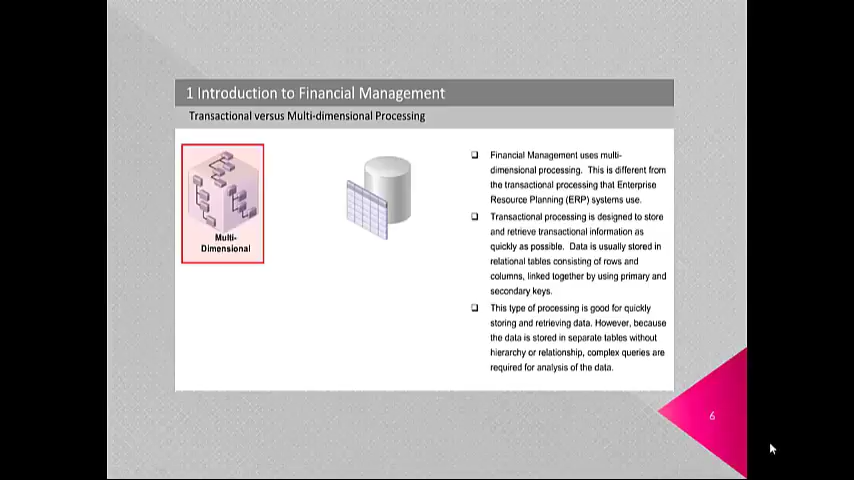 1 Introduction to Financial Management
Transactional versus Multi-dimensional Processing
Multi-
Dimensional
❑ Financial Management uses multi-
dimensional processing. This is different from
the transactional processing that Enterprise
Resource Planning (ERP) systems use.
❑ Transactional processing is designed to store
and retrieve transactional information as
quickly as possible. Data is usually stored in
relational tables consisting of rows and
columns, linked together by using primary and
secondary keys.
❑ This type of processing is good for quickly
storing and retrieving data. However, because
the data is stored in separate tables without
hierarchy or relationship, complex queries are
required for analysis of the data.
6